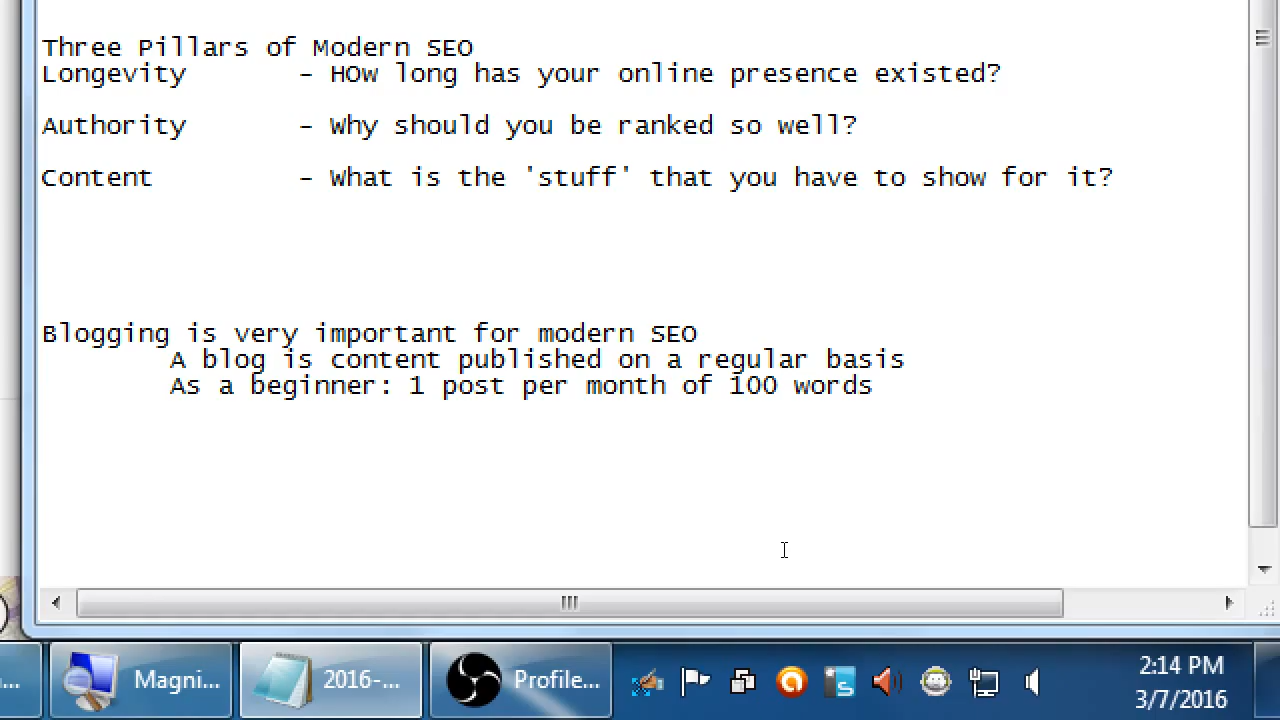 Three Pillars of Modern SEO
Longevity - HOw long has your online presence existed?
Authority - Why should you be ranked so well?
Content - What is the 'stuff' that you have to show for it?
Blogging is very important for modern SEO
A blog is content published on a regular basis
As a beginner: 1 post per month of 100 words
... Magni... 2016-... Profile... 2:14 PM
3/7/2016